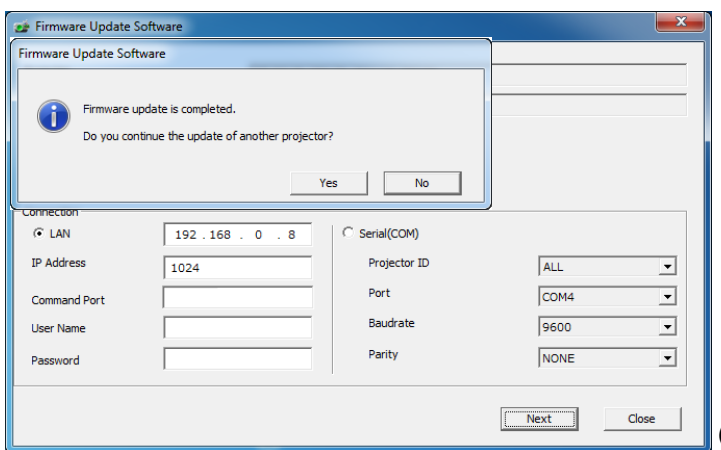 Firmware Update Software
Firmware Update Software
Firmware update is completed.
Do you continue the update of another projector?
Yes No
Connection
LAN 192 . 168 . 0 . 8 Serial(COM)
IP Address 1024 Projector ID ALL
Command Port Port COM4
User Name Baudrate 9600
Password Parity NONE
Next Close